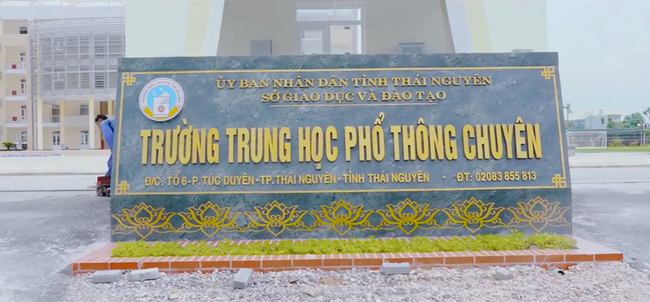 ỦY BAN NHÂN DÂN TỈNH THÁI NGUYÊN
SỞ GIÁO DỤC VÀ ĐÀO TẠO
TRƯỜNG TRUNG HỌC PHỔ THÔNG CHUYÊN
Đ/C: TỔ 6-P. TÚC DUYÊN-TP.THÁI NGUYÊN-TỈNH THÁI NGUYÊN - ĐT: 02083 855 813